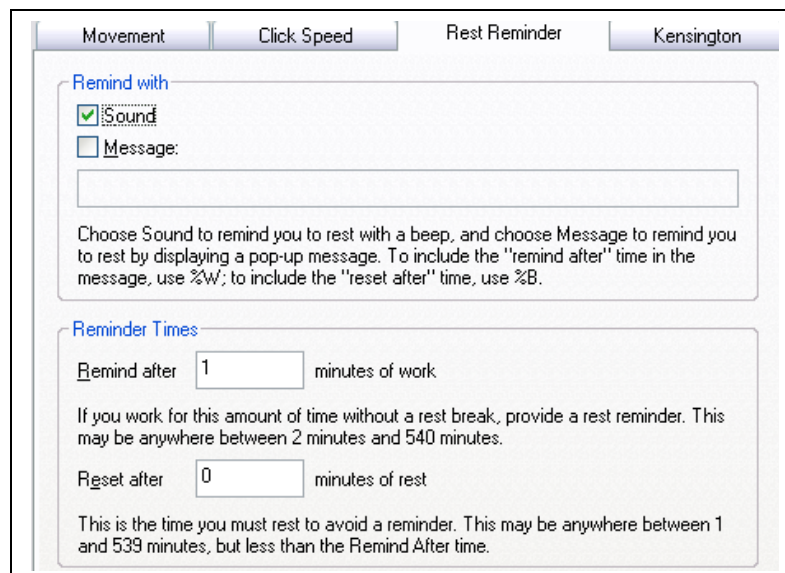 Movement Click Speed Rest Reminder Kensington
Remind with
Sound
Message:
Choose Sound to remind you to rest with a beep, and choose Message to remind you
to rest by displaying a pop-up message. To include the "remind after" time in the
message, use %W; to include the "reset after" time, use %B.
Reminder Times
Remind after 1 minutes of work
If you work for this amount of time without a rest break, provide a rest reminder. This
may be anywhere between 2 minutes and 540 minutes.
Reset after 0 minutes of rest
This is the time you must rest to avoid a reminder. This may be anywhere between 1
and 539 minutes, but less than the Remind After time.